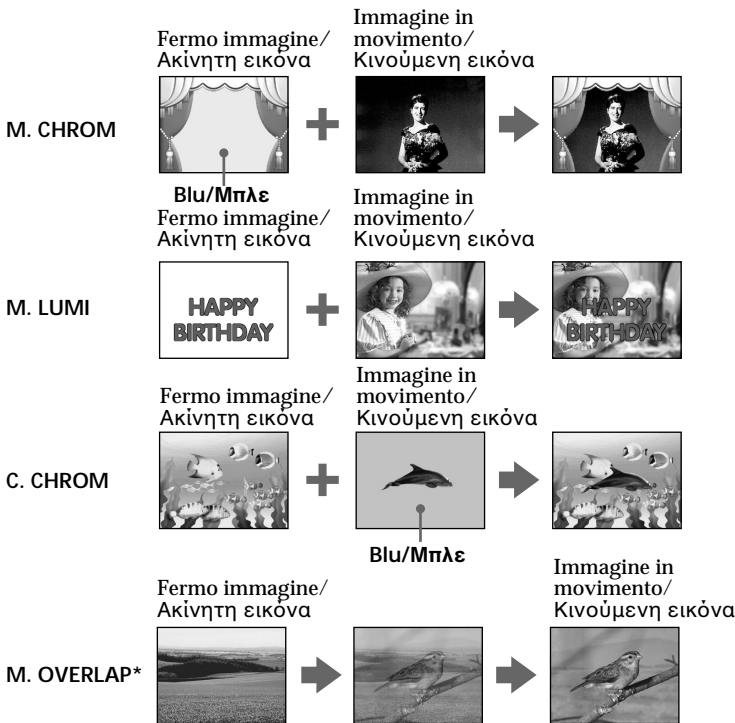 Fermo immagine/
Ακίνητη εικόνα
Immagine in
movimento/
Κινούμενη εικόνα
M. CHROM
Blu/Μπλε
Fermo immagine/
Ακίνητη εικόνα
Immagine in
movimento/
Κινούμενη εικόνα
M. LUMI
HAPPY
BIRTHDAY
HAPPY
BIRTHDAY
Fermo immagine/
Ακίνητη εικόνα
Immagine in
movimento/
Κινούμενη εικόνα
C. CHROM
Blu/Μπλε
Fermo immagine/
Ακίνητη εικόνα
Immagine in
movimento/
Κινούμενη εικόνα
M. OVERLAP*